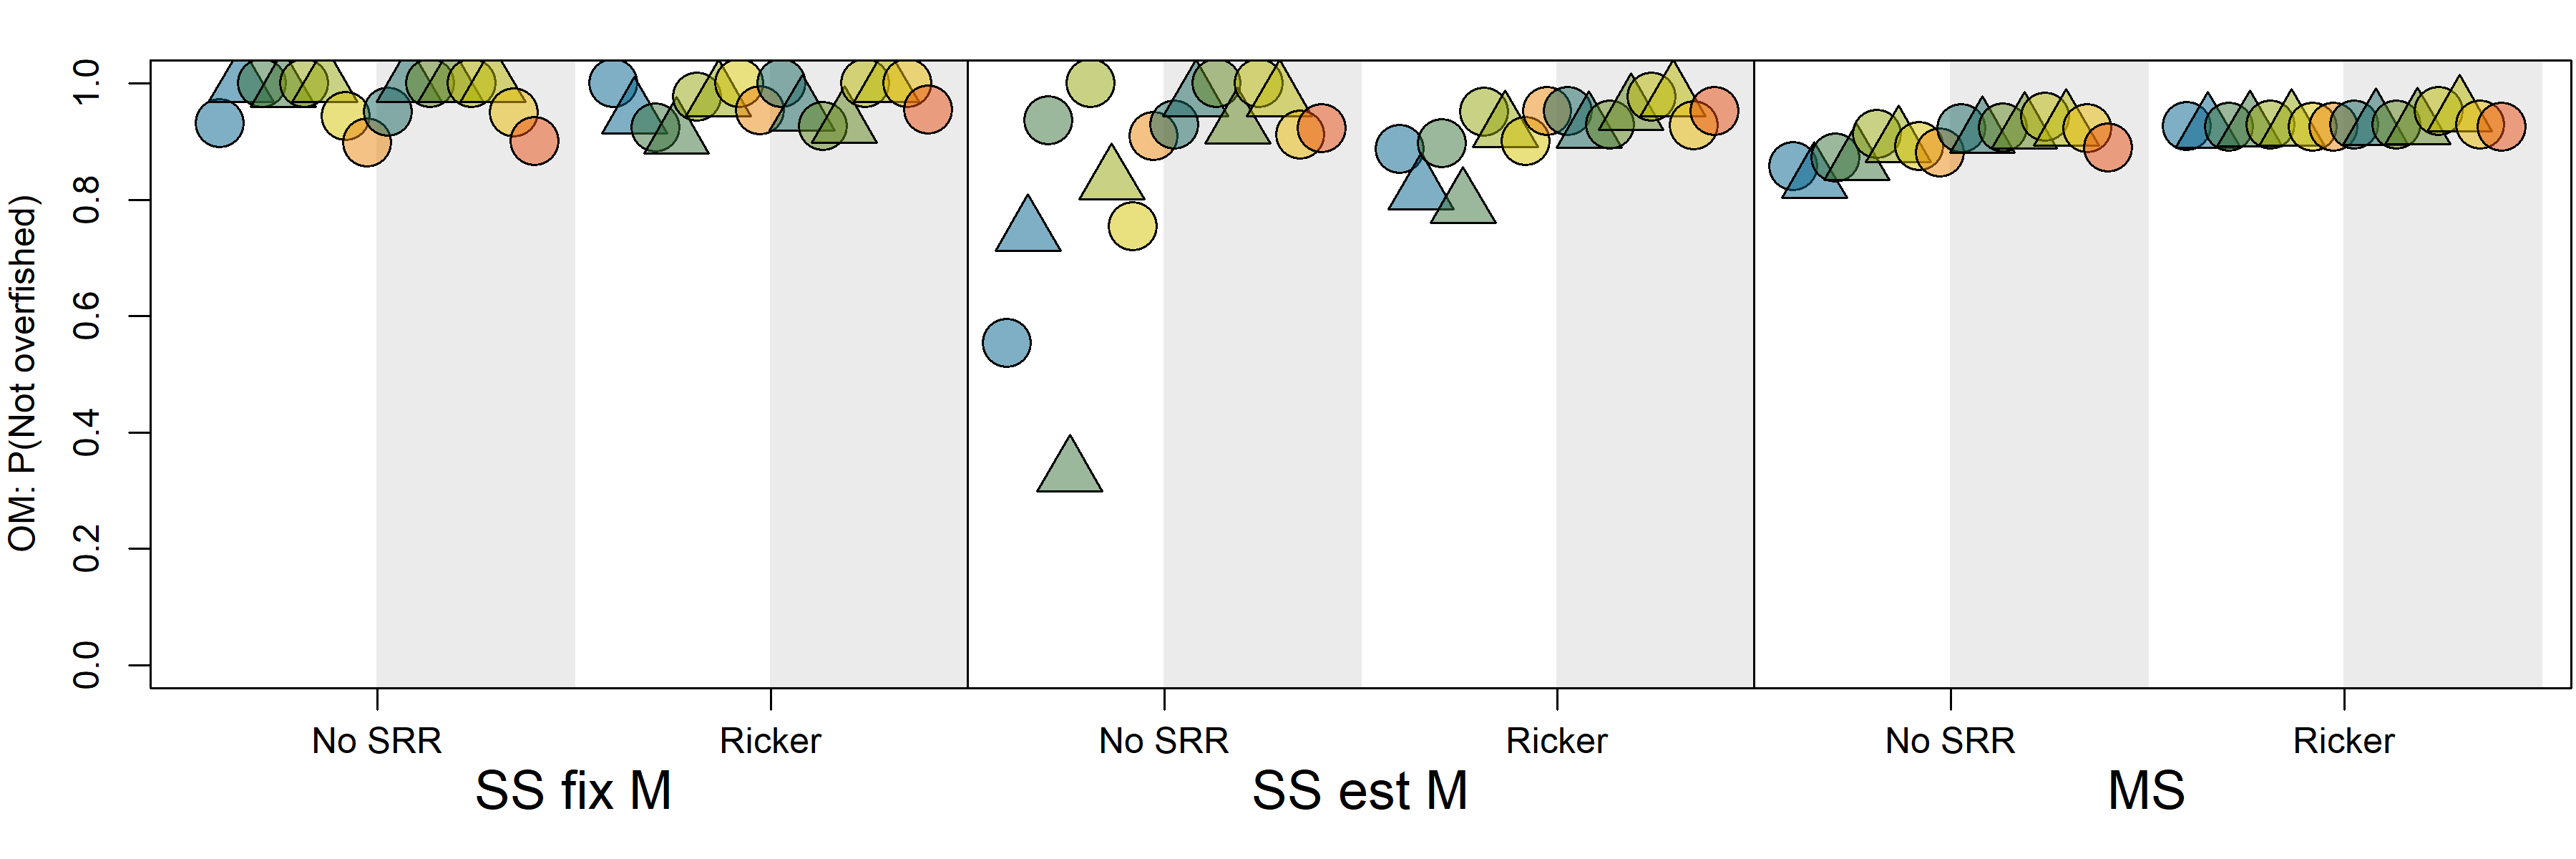 OM: P(Not overfished)
1.0
0.8
0.6
0.4
0.2
0.0
No SRR Ricker No SRR Ricker No SRR Ricker
SS fix M SS est M MS